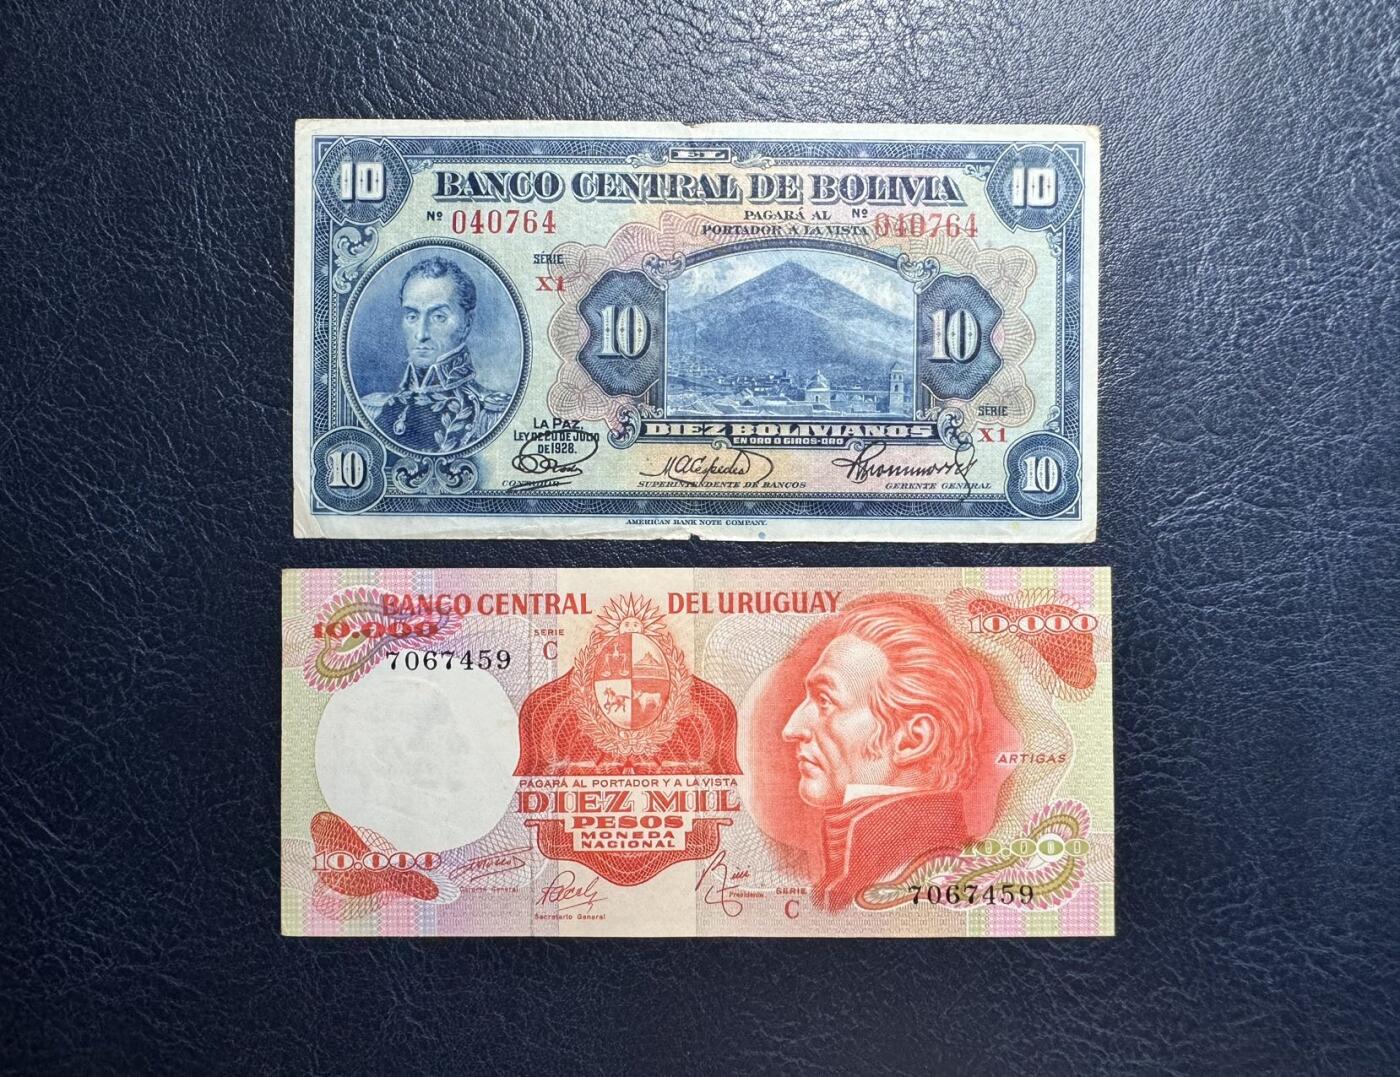 EL
10 10
BANCO CENTRAL DE BOLIVIA
Nº 040764
PAGARÁ AL
PORTADOR A LA VISTA
Nº 040764
SÉRIE
X1
10 10
SÉRIE
X1
LA PAZ,
LEY DE 20 DE JULIO
DE 1928.
DIEZ BOLIVIANOS
EN ORO O GIROS-ORO
10 10
CONTADOR
SUPERINTENDENTE DE BANCOS
GERENTE GENERAL
AMERICAN BANK NOTE COMPANY.
BANCO CENTRAL DEL URUGUAY
10.000 10.000
SERIE
C
7067459
ARTIGAS
PAGARÁ AL PORTADOR Y A LA VISTA
DIEZ MIL
PESOS
MONEDA
NACIONAL
10.000 10.000
Gerente General
Secretario General
Presidente
SERIE
C
7067459